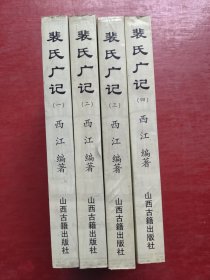 裴氏广记
(一)
西江 编著
山西古籍出版社
裴氏广记
(二)
西江 编著
山西古籍出版社
裴氏广记
(三)
西江 编著
山西古籍出版社
裴氏广记
(四)
西江 编著
山西古籍出版社